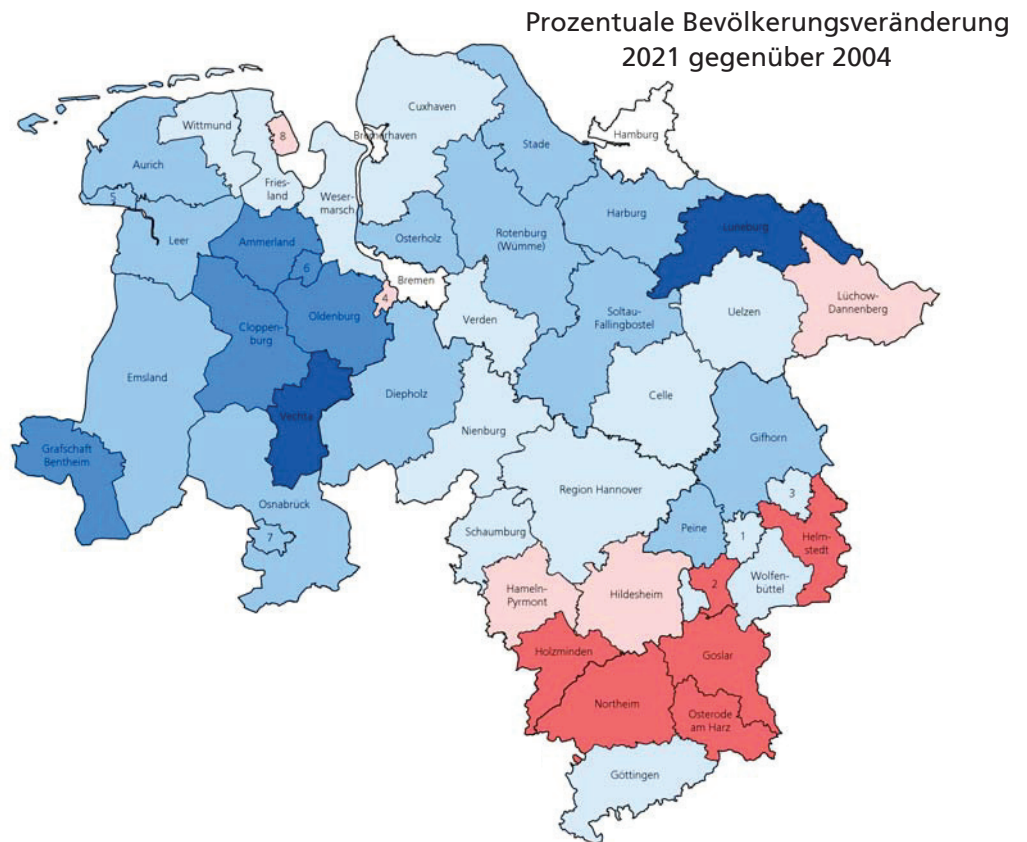 Prozentuale Bevölkerungsveränderung
2021 gegenüber 2004
Cuxhaven
Wittmund
8
Bremerhaven
Hamburg
Stade
Aurich
Fries-
land
Weser-
marsch
5
Harburg
Lüneburg
Leer
Ammerland
Osterholz
Rotenburg
(Wümme)
6
Bremen
4
Lüchow-
Dannenberg
Oldenburg
Verden
Soltau-
Fallingbostel
Uelzen
Cloppen-
burg
Emsland
Diepholz
Celle
Vechta
Nienburg
Gifhorn
Grafschaft
Bentheim
Region Hannover
3
Osnabrück
Schaumburg
Peine
1
Helm-
stedt
7
Wolfen-
büttel
Hameln-
Pyrmont
Hildesheim
2
Holzminden
Goslar
Northeim
Osterode
am Harz
Göttingen